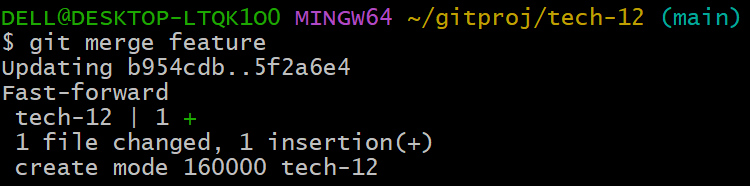 DELL@DESKTOP-LTQK1O0 MINGW64 ~/gitproj/tech-12 (main)
$ git merge feature
Updating b954cdb..5f2a6e4
Fast-forward
 tech-12 | 1 +
 1 file changed, 1 insertion(+)
 create mode 160000 tech-12